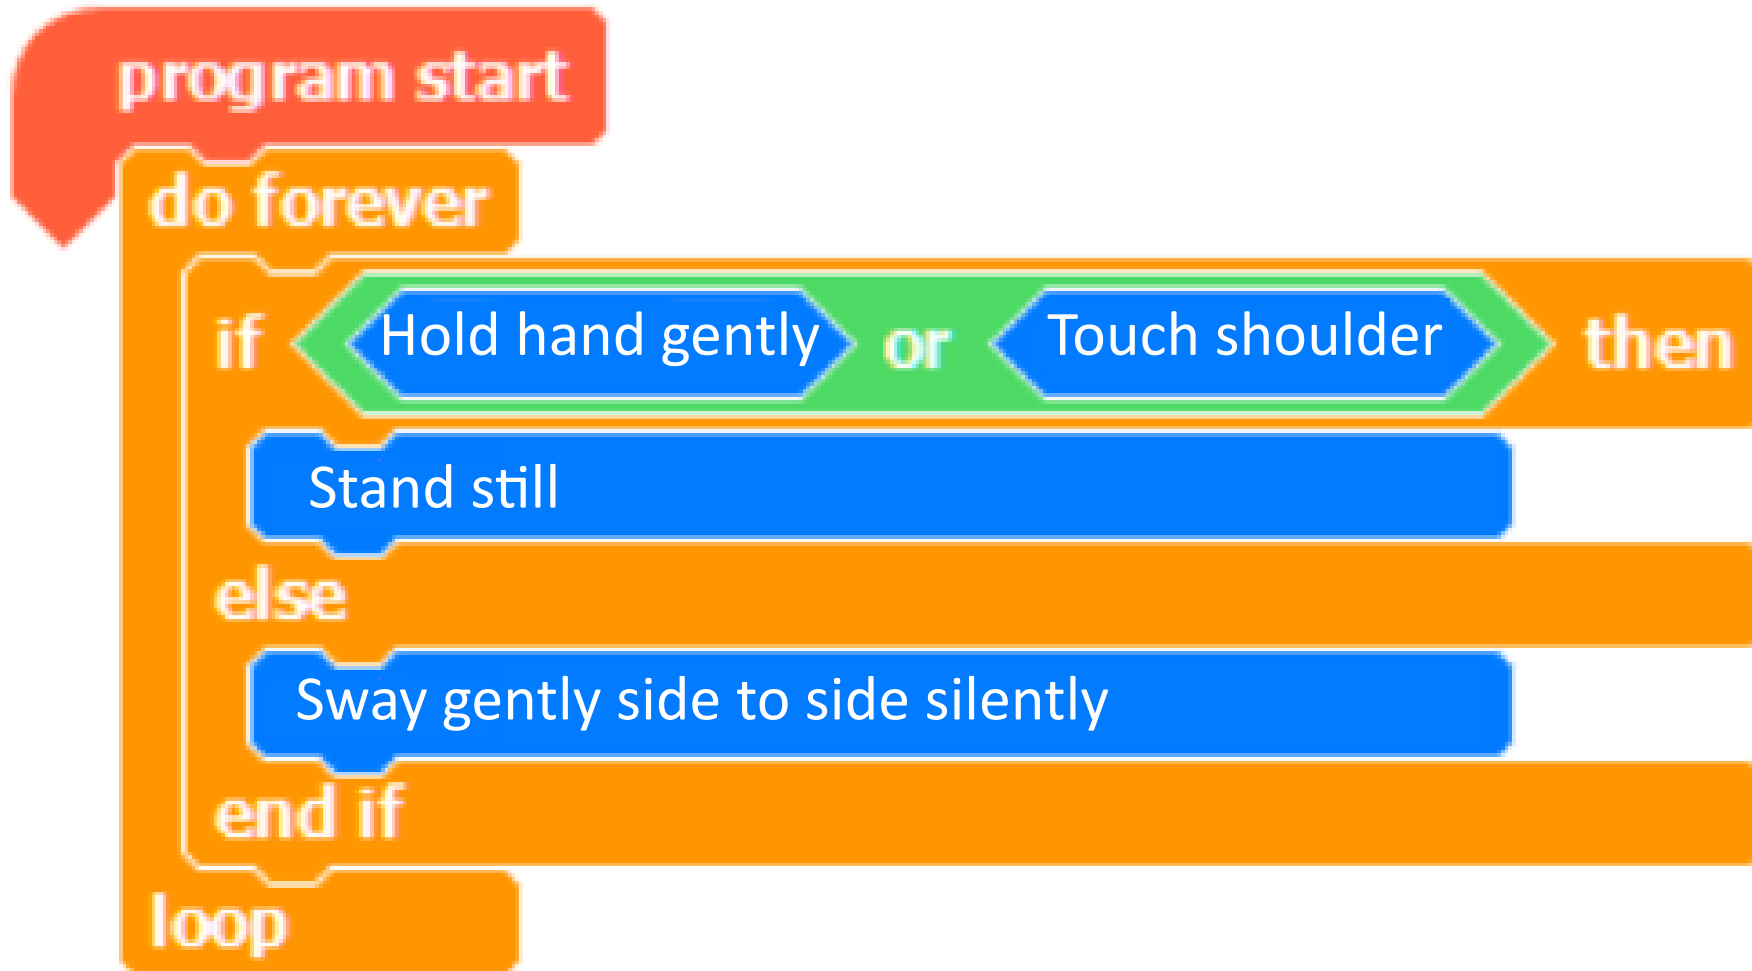 program start
do forever
if Hold hand gently or Touch shoulder then
Stand still
else
Sway gently side to side silently
end if
loop